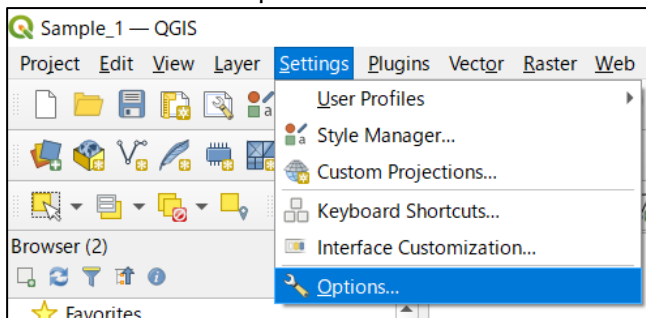 Sample_1 — QGIS
Project Edit View Layer Settings Plugins Vector Raster Web
User Profiles
a Style Manager...
Custom Projections...
Keyboard Shortcuts...
Interface Customization...
Browser (2)
Options...
Favorites